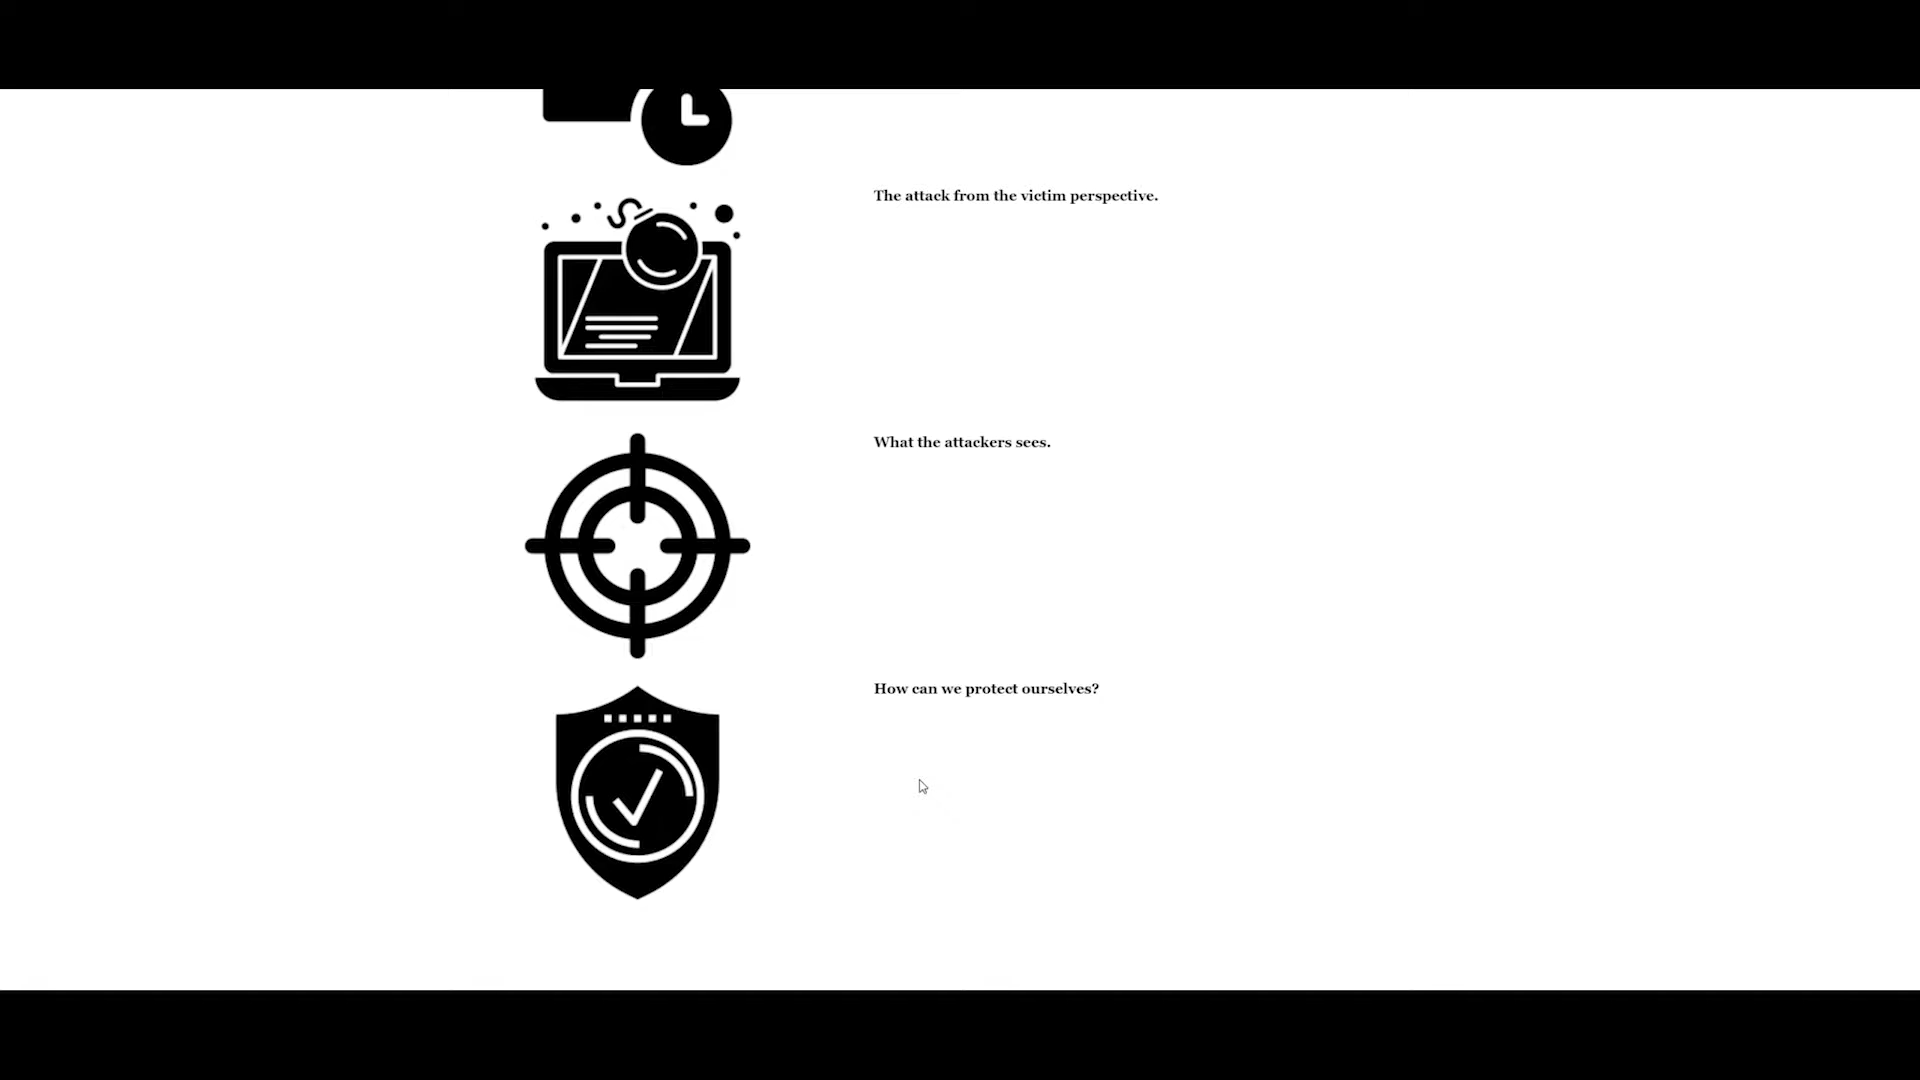 The attack from the victim perspective.
What the attackers sees.
How can we protect ourselves?